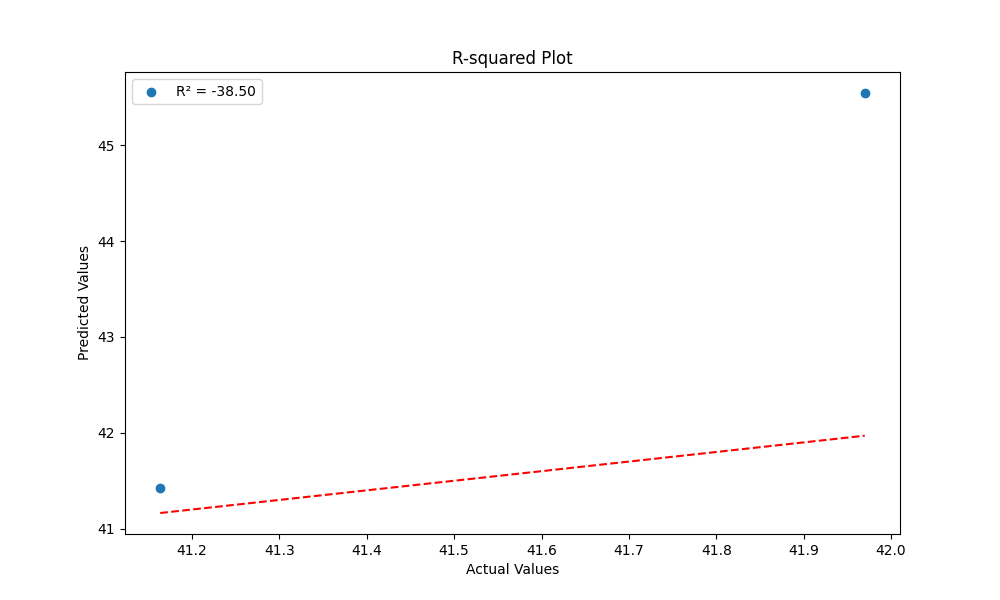 R-squared Plot
R² = -38.50
Predicted Values
45
44
43
42
41
41.2 41.3 41.4 41.5 41.6 41.7 41.8 41.9 42.0
Actual Values